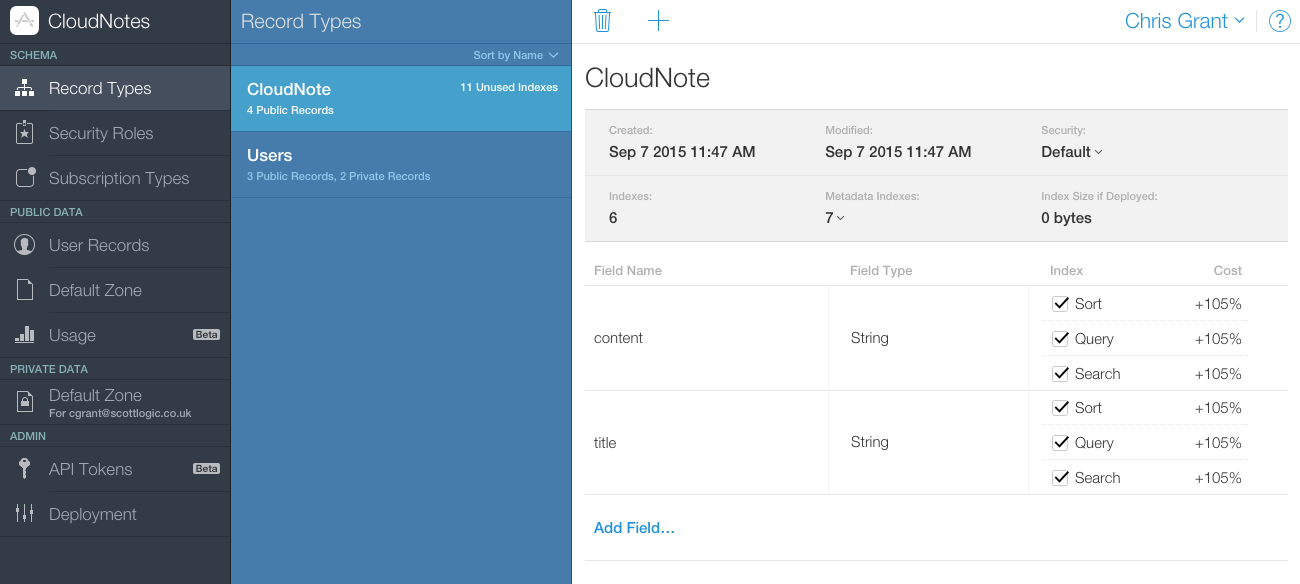 CloudNotes
SCHEMA
Record Types
Security Roles
Subscription Types
PUBLIC DATA
User Records
Default Zone
Usage Beta
PRIVATE DATA
Default Zone
For cgrant@scottlogic.co.uk
ADMIN
API Tokens Beta
Deployment
Record Types
Sort by Name
CloudNote 11 Unused Indexes
4 Public Records
Users
3 Public Records, 2 Private Records
Chris Grant ?
CloudNote
Created: Modified: Security:
Sep 7 2015 11:47 AM Sep 7 2015 11:47 AM Default
Indexes: Metadata Indexes: Index Size if Deployed:
6 7 0 bytes
Field Name Field Type Index Cost
content String
Sort +105%
Query +105%
Search +105%
title String
Sort +105%
Query +105%
Search +105%
Add Field...